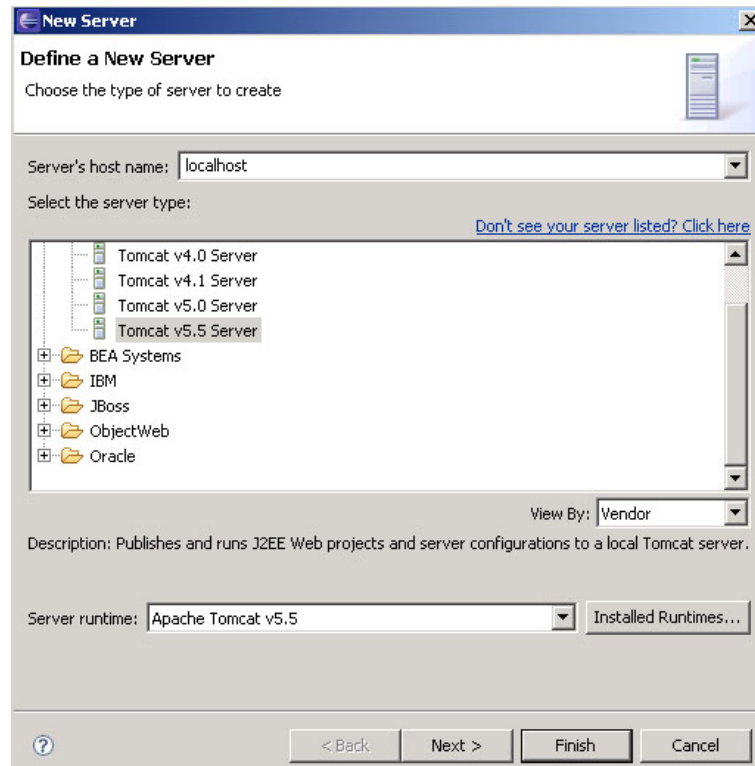 New Server
Define a New Server
Choose the type of server to create
Server's host name: localhost
Select the server type:
Don't see your server listed? Click here
Tomcat v4.0 Server
Tomcat v4.1 Server
Tomcat v5.0 Server
Tomcat v5.5 Server
BEA Systems
IBM
JBoss
ObjectWeb
Oracle
View By: Vendor
Description: Publishes and runs J2EE Web projects and server configurations to a local Tomcat server.
Server runtime: Apache Tomcat v5.5 Installed Runtimes...
? < Back Next > Finish Cancel